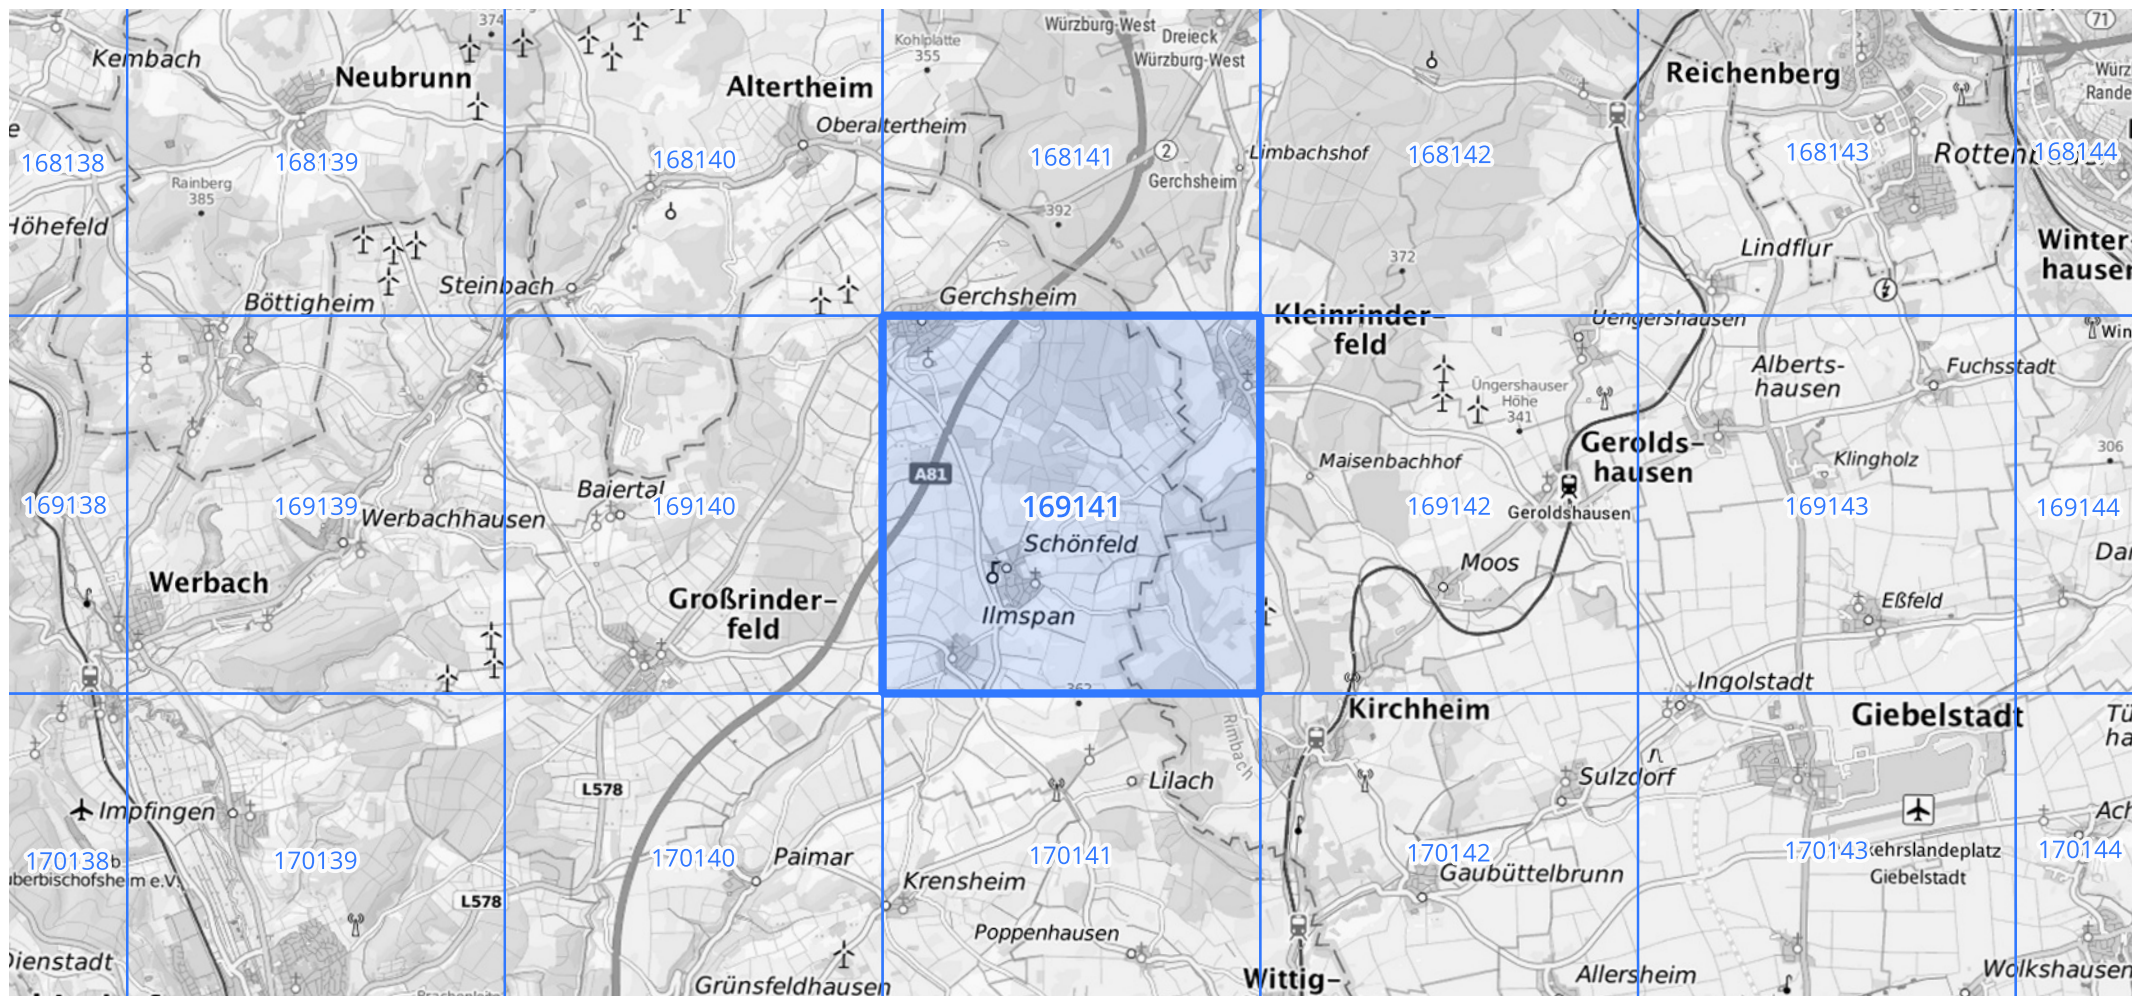 374
71
Kembach
Neubrunn
Altertheim
Kohlplatte
355
Würzburg-West
Dreieck
Würzburg-West
Reichenberg
Oberaltertheim
168138
168139
168140
168141
2
Limbachshof
168142
168143
168144
Gerchsheim
Rainberg
385
392
Höhefeld
Lindflur
Winter-
hausen
372
Steinbach
Böttigheim
Gerchsheim
Kleinrinder-
feld
Uengershausen
Win
Alberts-
hausen
Fuchsstadt
Üngershauser
Höhe
341
Gerolds-
hausen
306
Klingholz
Maisenbachhof
A81
Baiertal
169138
169139
169140
169141
169142
169143
169144
Werbachhausen
Geroldshausen
Schönfeld
Moos
Werbach
Großrinder-
feld
Eßfeld
Ilmspan
Ingolstadt
362
Kirchheim
Giebelstadt
Rimbach
Lilach
Sulzdorf
L578
Impfingen
170138
170139
170140
170141
170142
170143
170144
Paimar
Giebelstadt
Gaubüttelbrunn
Krensheim
L578
Poppenhausen
Dienstadt
Grünsfeldhausen
Wittig-
Allersheim
Wolkshausen